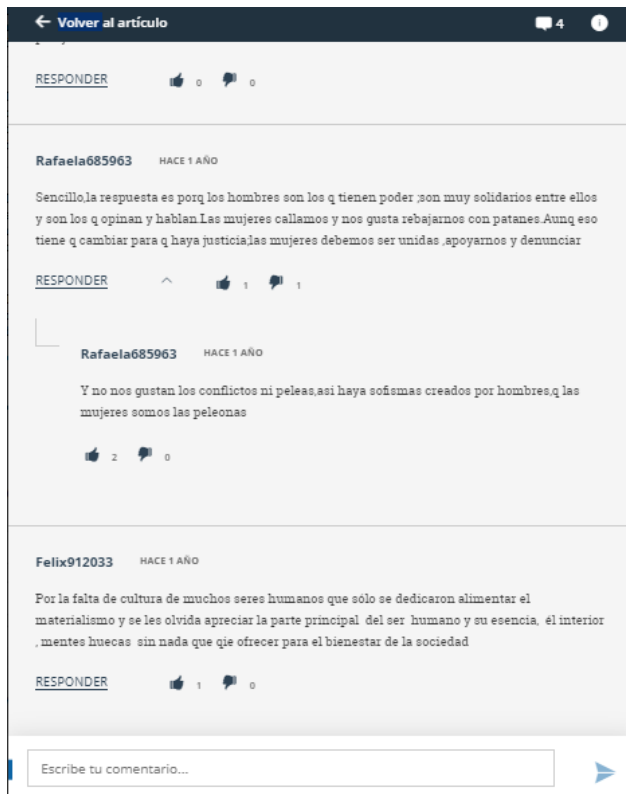 Volver al artículo
4
RESPONDER
0
0
Rafaela685963 HACE 1 AÑO
Sencillo,la respuesta es porq los hombres son los q tienen poder ;son muy solidarios entre ellos
y son los q opinan y hablan.Las mujeres callamos y nos gusta rebajarnos con patanes.Aunq eso
tiene q cambiar para q haya justicia;las mujeres debemos ser unidas ,apoyarnos y denunciar
RESPONDER
1
1
Rafaela685963 HACE 1 AÑO
Y no nos gustan los conflictos ni peleas,asi haya sofismas creados por hombres,q las
mujeres somos las peleonas
2
0
Felix912033 HACE 1 AÑO
Por la falta de cultura de muchos seres humanos que sólo se dedicaron alimentar el
materialismo y se les olvida apreciar la parte principal del ser humano y su esencia, él interior
, mentes huecas sin nada que qie ofrecer para el bienestar de la sociedad
RESPONDER
1
0
Escribe tu comentario...